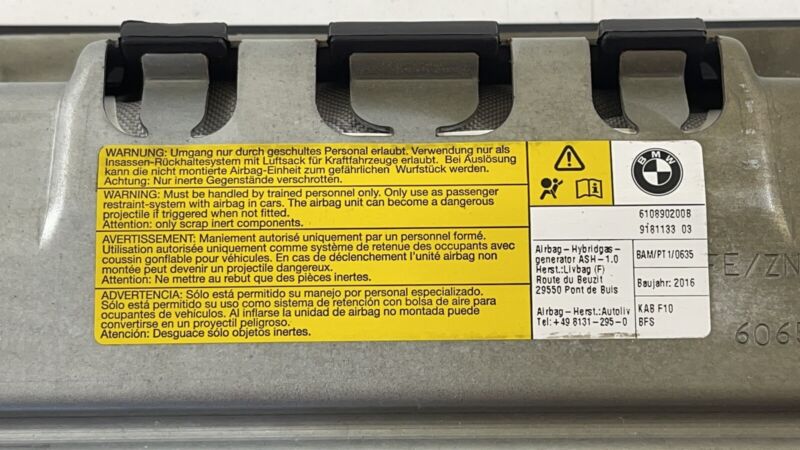 WARNUNG: Umgang nur durch geschultes Personal erlaubt. Verwendung nur als
Insassen-Rückhaltesystem mit Luftsack für Kraftfahrzeuge erlaubt. Bei Auslösung
kann die nicht montierte Airbag-Einheit zum gefährlichen Wurfstück werden.
Achtung: Nur inerte Gegenstände verschrotten.
WARNING: Must be handled by trained personnel only. Only use as passenger
restraint-system with airbag in cars. The airbag unit can become a dangerous
projectile if triggered when not fitted.
Attention: only scrap inert components.
AVERTISSEMENT: Maniement autorisé uniquement par un personnel formé.
Utilisation autorisée uniquement comme système de retenue des occupants avec
coussin gonflable pour véhicules. En cas de déclenchement l'unité airbag non
montée peut devenir un projectile dangereux.
Attention: Ne mettre au rebut que des pièces inertes.
ADVERTENCIA: Sólo está permitido su manejo por personal especializado.
Sólo está permitido su uso como sistema de retención con bolsa de aire para
ocupantes de vehículos. Al inflarse la unidad de airbag no montada puede
convertirse en un proyectil peligroso.
Atención: Desguace sólo objetos inertes.
BMW
610890200B
9181133 03
Airbag-Hybridgas-
generator ASH-1.0
Herst.:Livbag (F)
Route du Beuzit
29550 Pont de Buis
BAM/PT1/0635
Baujahr: 2016
Airbag-Herst.:Autoliv
Tel:+49 8131-295-0
KAB F10
BFS
FE/ZN
6065